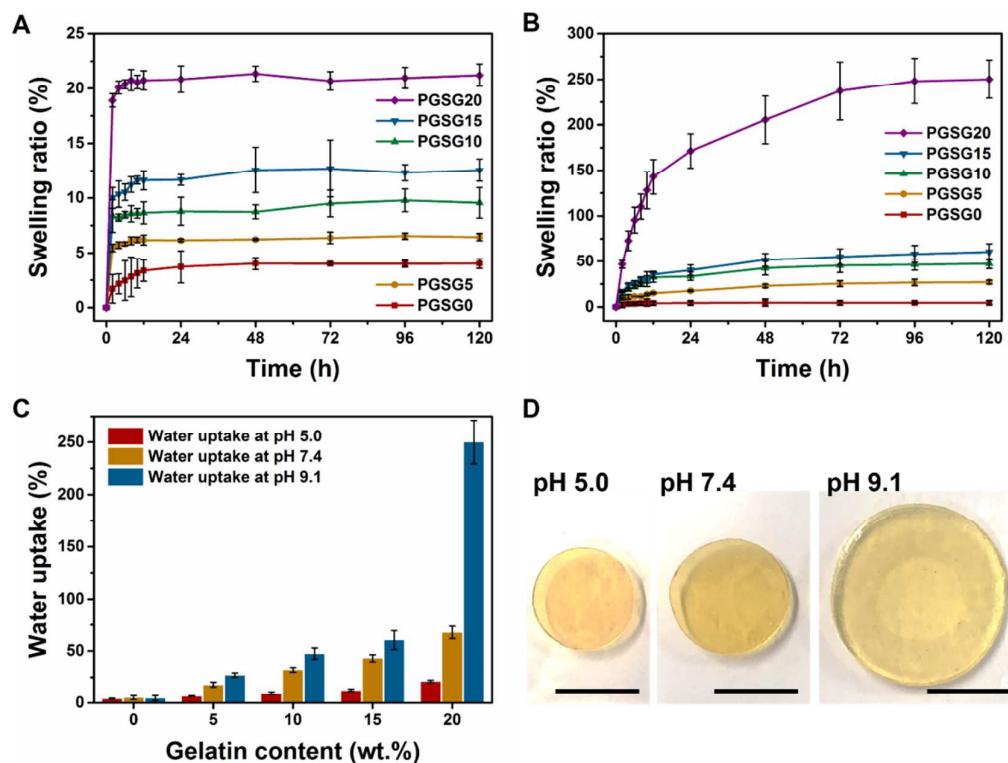 A
Swelling ratio (%)
25
20
15
10
5
0
PGSG20
PGSG15
PGSG10
PGSG5
PGSG0
0 24 48 72 96 120
Time (h)
B
Swelling ratio (%)
300
250
200
150
100
50
0
PGSG20
PGSG15
PGSG10
PGSG5
PGSG0
0 24 48 72 96 120
Time (h)
C
Water uptake (%)
250
200
150
100
50
0
Water uptake at pH 5.0
Water uptake at pH 7.4
Water uptake at pH 9.1
0 5 10 15 20
Gelatin content (wt.%)
D
pH 5.0 pH 7.4 pH 9.1